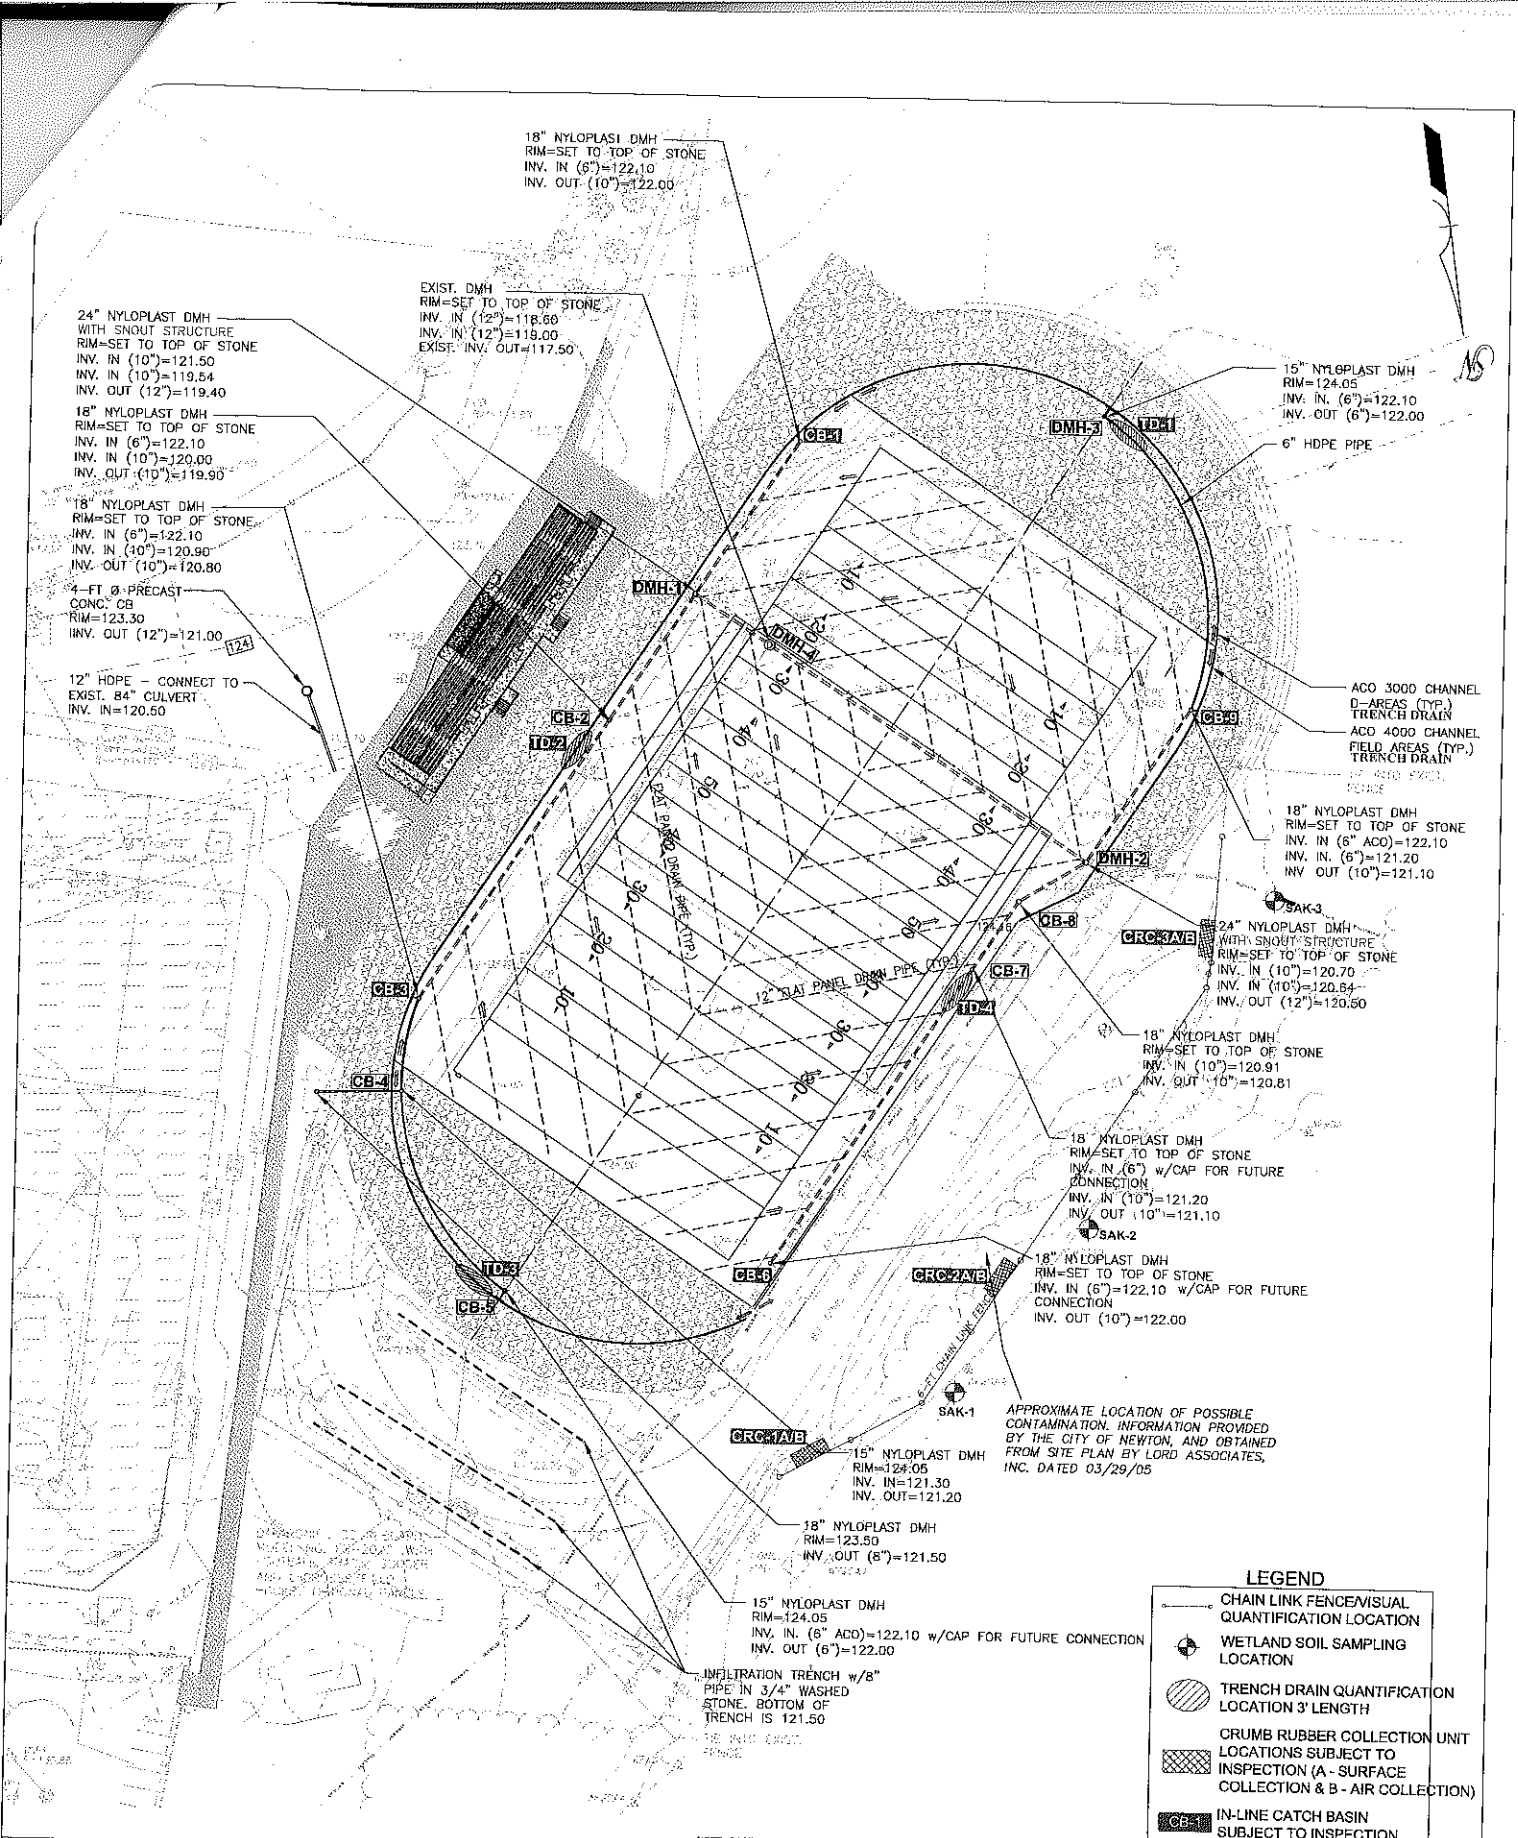 18" NYLOPLAST DMH
RIM=SET TO TOP OF STONE
INV. IN (6")=122.10
INV. OUT (10")=122.00
EXIST. DMH
RIM=SET TO TOP OF STONE
INV. IN (12")=118.60
INV. IN (12")=119.00
EXIST. INV. OUT=117.50
24" NYLOPLAST DMH
WITH SNOUT STRUCTURE
RIM=SET TO TOP OF STONE
INV. IN (10")=121.50
INV. IN (10")=119.54
INV. OUT (12")=119.40
18" NYLOPLAST DMH
RIM=SET TO TOP OF STONE
INV. IN (6")=122.10
INV. IN (10")=120.00
INV. OUT (10")=119.90
18" NYLOPLAST DMH
RIM=SET TO TOP OF STONE
INV. IN (6")=122.10
INV. IN (10")=120.90
INV. OUT (10")=120.80
4-FT Ø PRECAST
CONC. CB
RIM=123.30
INV. OUT (12")=121.00
124
12" HDPE - CONNECT TO
EXIST. 84" CULVERT
INV. IN=120.50
15" NYLOPLAST DMH
RIM=124.05
INV. IN. (6")=122.10
INV. OUT (6")=122.00
6" HDPE PIPE
CB-1
DMH-3
TD-1
DMH-1
DMH-4
CB-2
TD-2
CB-9
ACO 3000 CHANNEL
D-AREAS (TYP.)
TRENCH DRAIN
ACO 4000 CHANNEL
FIELD AREAS (TYP.)
TRENCH DRAIN
FENCE
18" NYLOPLAST DMH
RIM=SET TO TOP OF STONE
INV. IN (6" ACO)=122.10
INV. IN. (6")=121.20
INV OUT (10")=121.10
-10
-20
-30
-40
50
30-
-20-
10-
-10
-20
-30
-40
50
30-
20-
10-
FLAT PANEL DRAIN PIPE (TYP.)
12" FLAT PANEL DRAIN PIPE (TYP.)
DMH-2
CB-8
CB-7
TD-4
SAK-3
CRC-3A/B
24" NYLOPLAST DMH
WITH SNOUT STRUCTURE
RIM=SET TO TOP OF STONE
INV. IN (10")=120.70
INV. IN (10")=120.64
INV. OUT (12")=120.50
18" NYLOPLAST DMH
RIM=SET TO TOP OF STONE
INV. IN (10")=120.91
INV. OUT (10")=120.81
18" NYLOPLAST DMH
RIM=SET TO TOP OF STONE
INV. IN (6") w/CAP FOR FUTURE
CONNECTION
INV. IN (10")=121.20
INV. OUT (10")=121.10
SAK-2
18" NYLOPLAST DMH
RIM=SET TO TOP OF STONE
INV. IN (6")=122.10 w/CAP FOR FUTURE
CONNECTION
INV. OUT (10")=122.00
CB-3
CB-4
TD-3
CB-5
CB-6
CRC-2A/B
6-FT CHAIN LINK FENCE
SAK-1
APPROXIMATE LOCATION OF POSSIBLE
CONTAMINATION. INFORMATION PROVIDED
BY THE CITY OF NEWTON, AND OBTAINED
FROM SITE PLAN BY LORD ASSOCIATES,
INC. DATED 03/29/05
CRC-1A/B
15" NYLOPLAST DMH
RIM=124.05
INV. IN=121.30
INV. OUT=121.20
18" NYLOPLAST DMH
RIM=123.50
INV. OUT (8")=121.50
15" NYLOPLAST DMH
RIM=124.05
INV. IN. (6" ACO)=122.10 w/CAP FOR FUTURE CONNECTION
INV. OUT (6")=122.00
INFILTRATION TRENCH w/8"
PIPE IN 3/4" WASHED
STONE. BOTTOM OF
TRENCH IS 121.50
FENCE
LEGEND
CHAIN LINK FENCE/VISUAL
QUANTIFICATION LOCATION
WETLAND SOIL SAMPLING
LOCATION
TRENCH DRAIN QUANTIFICATION
LOCATION 3' LENGTH
CRUMB RUBBER COLLECTION UNIT
LOCATIONS SUBJECT TO
INSPECTION (A - SURFACE
COLLECTION & B - AIR COLLECTION)
CB-1 IN-LINE CATCH BASIN
SUBJECT TO INSPECTION